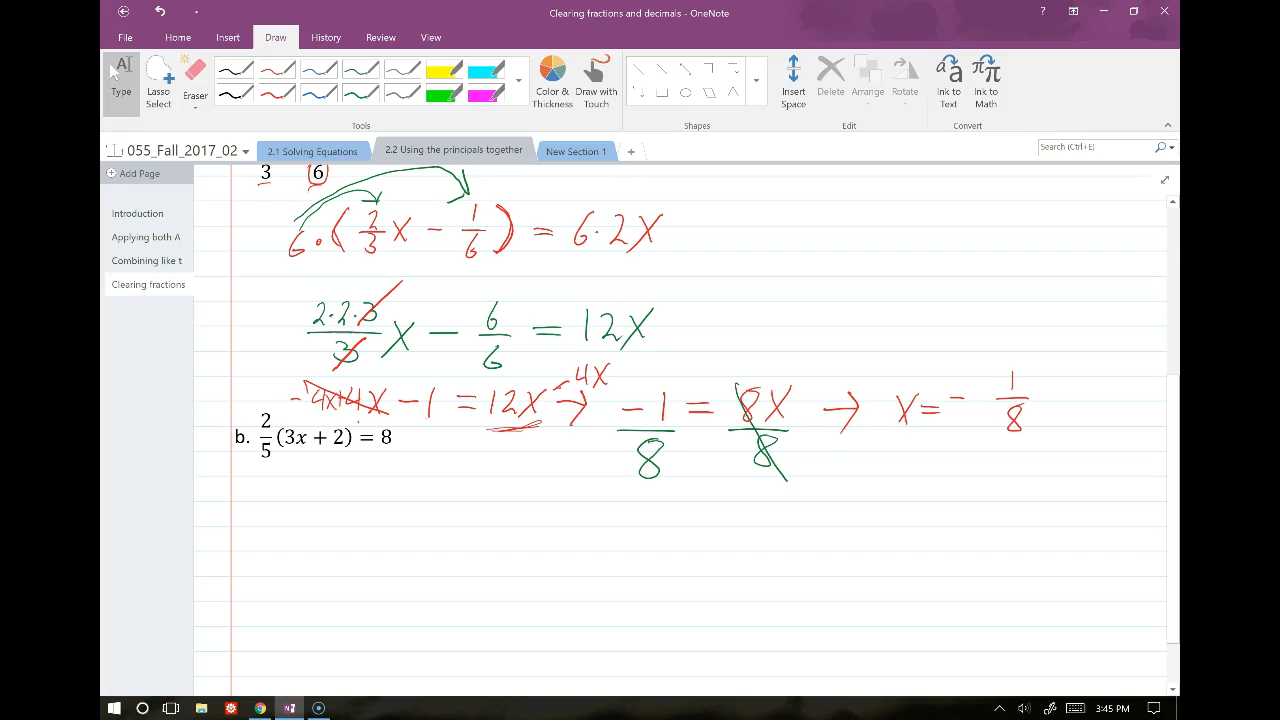 Clearing fractions and decimals - OneNote
?
File Home Insert Draw History Review View
Type Lasso Select Eraser Color & Thickness Draw with Touch Insert Space Delete Arrange Rotate Ink to Text Ink to Math
Tools Shapes Edit Convert
055_Fall_2017_02 2.1 Solving Equations 2.2 Using the principals together New Section 1 + Search (Ctrl+E)
Add Page
Introduction
Applying both A
Combining like t
Clearing fractions
3 6
6·(2/3 x − 1/6) = 6·2x
2·2·3/3 x − 6/6 = 12x
-4x+4x −1 = 12x -4x → −1/8 = 8x/8 → x = − 1/8
b. 2/5 (3x + 2) = 8
3:45 PM